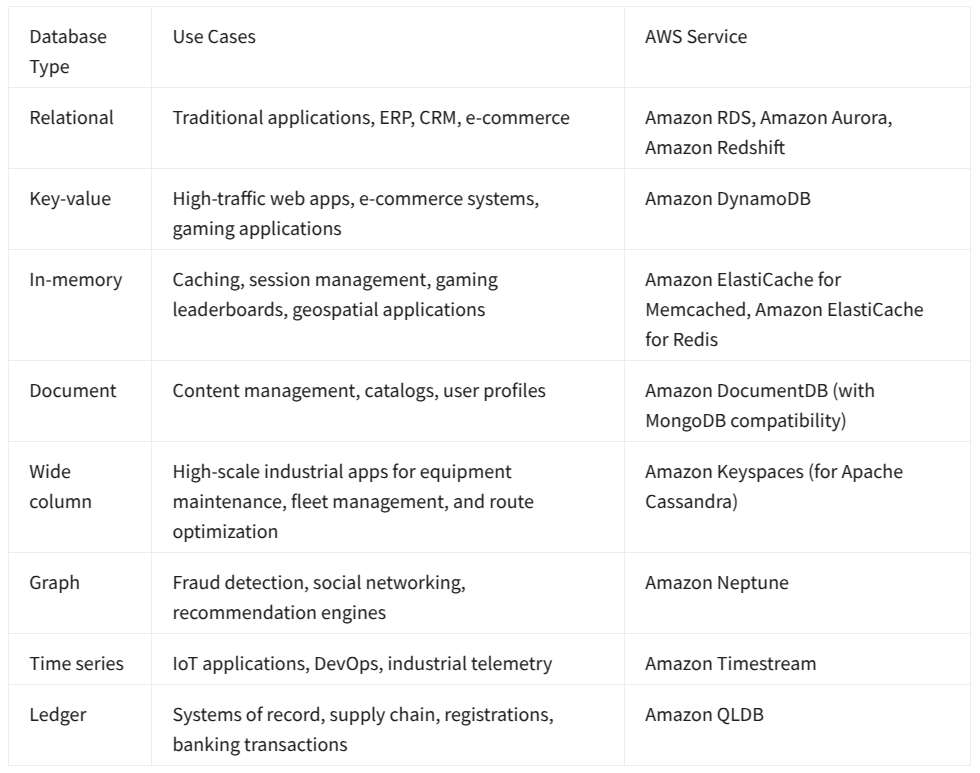 Database
Type
Use Cases
AWS Service
Relational
Traditional applications, ERP, CRM, e-commerce
Amazon RDS, Amazon Aurora,
Amazon Redshift
Key-value
High-traffic web apps, e-commerce systems,
gaming applications
Amazon DynamoDB
In-memory
Caching, session management, gaming
leaderboards, geospatial applications
Amazon ElastiCache for
Memcached, Amazon ElastiCache
for Redis
Document
Content management, catalogs, user profiles
Amazon DocumentDB (with
MongoDB compatibility)
Wide
column
High-scale industrial apps for equipment
maintenance, fleet management, and route
optimization
Amazon Keyspaces (for Apache
Cassandra)
Graph
Fraud detection, social networking,
recommendation engines
Amazon Neptune
Time series
IoT applications, DevOps, industrial telemetry
Amazon Timestream
Ledger
Systems of record, supply chain, registrations,
banking transactions
Amazon QLDB